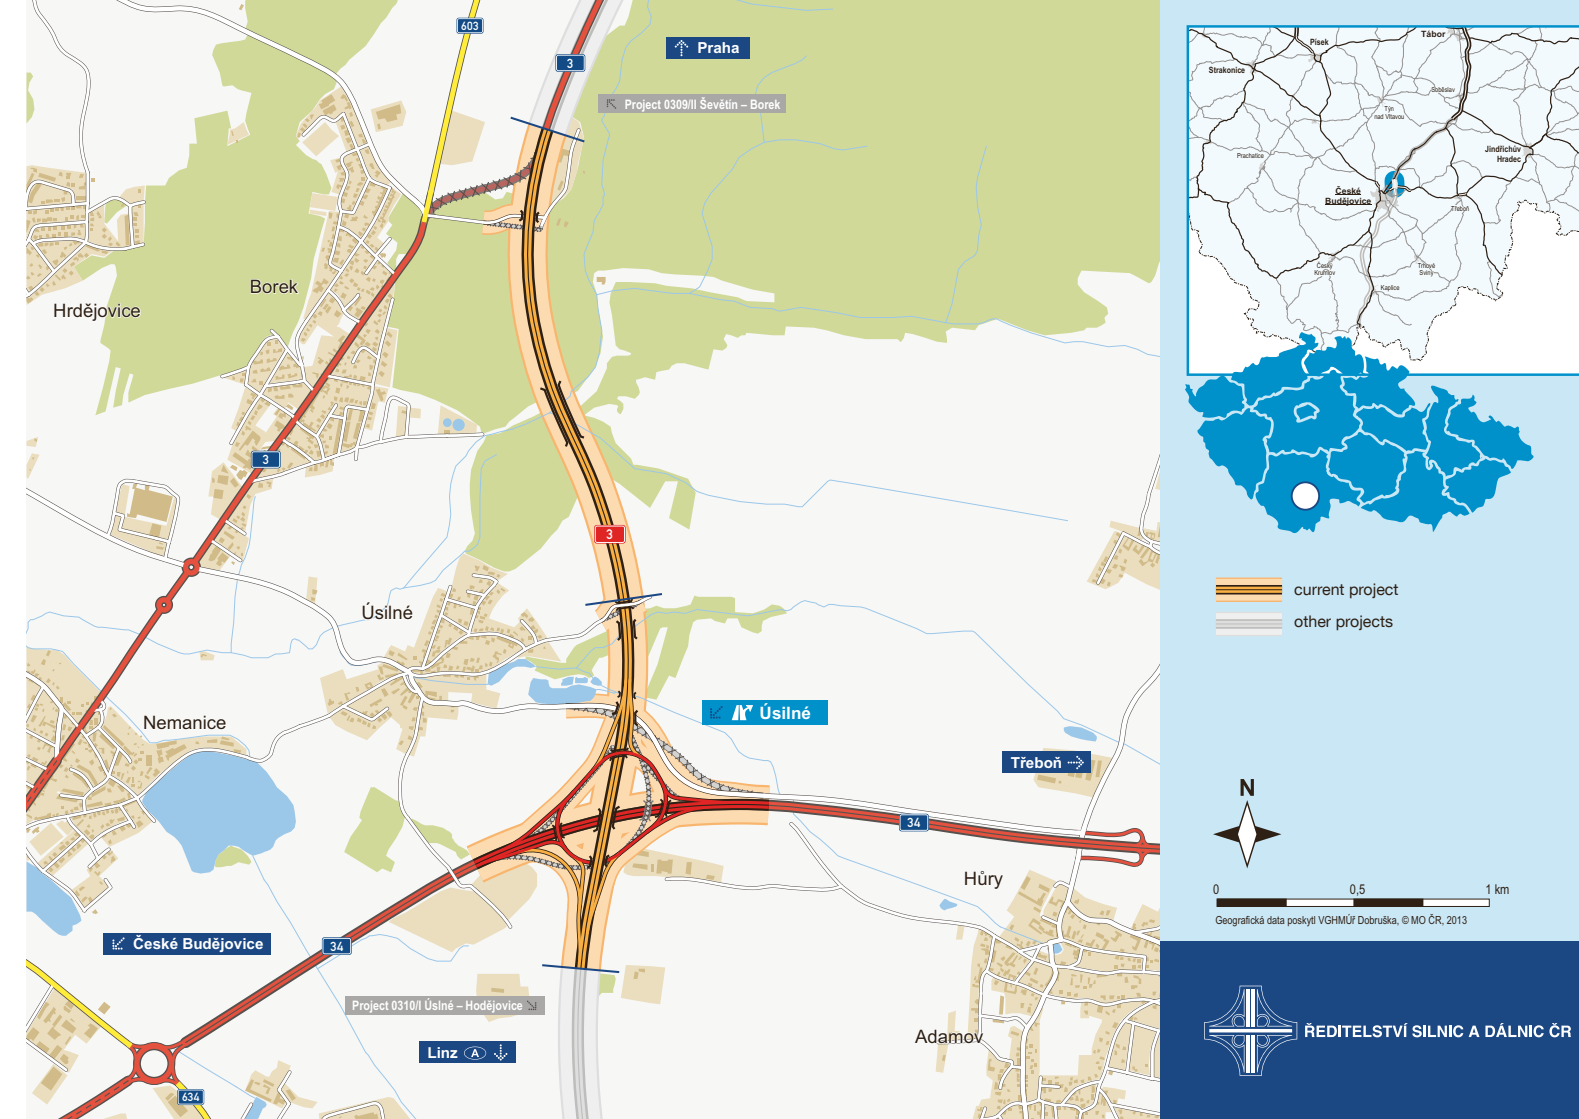 603
3
Praha
Project 0309/II Ševětín – Borek
Borek
Hrdějovice
3
3
Úsilné
Nemanice
Úsilné
Třeboň
34
Hůry
České Budějovice
34
Project 0310/I Úslné – Hodějovice
Linz A
Adamov
634
Písek
Tábor
Strakonice
Soběslav
Týn
nad Vltavou
Jindřichův
Hradec
Prachatice
České
Budějovice
Třeboň
Český
Krumlov
Trhové
Sviny
Kaplice
current project
other projects
N
0 0,5 1 km
Geografická data poskytl VGHMÚř Dobruška, © MO ČR, 2013
ŘEDITELSTVÍ SILNIC A DÁLNIC ČR